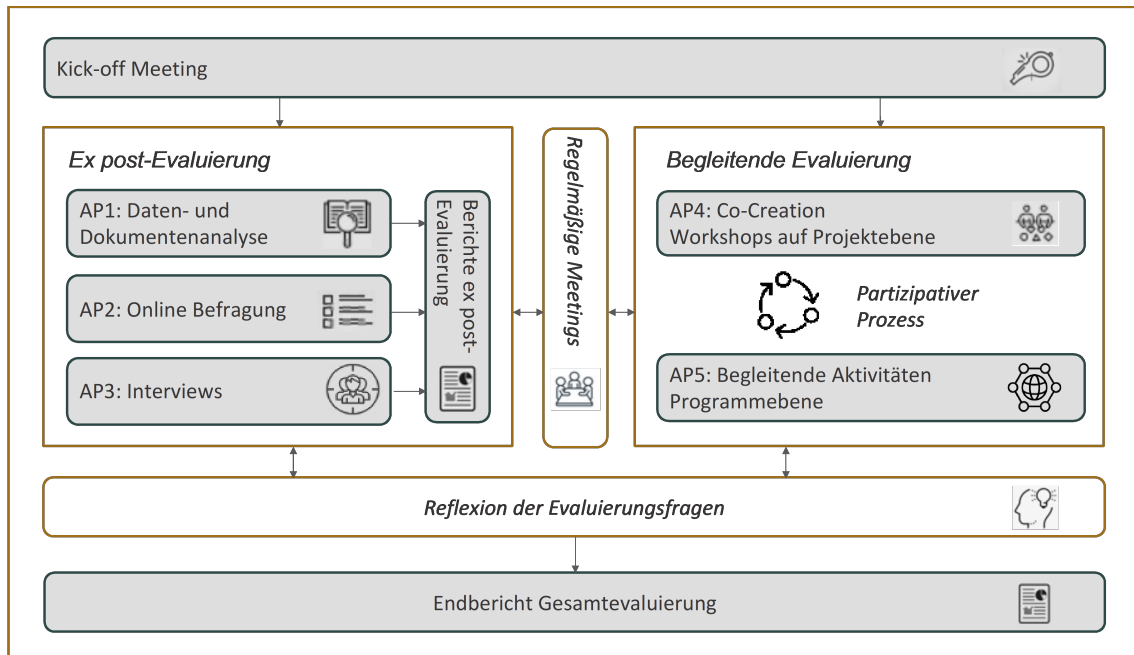 Kick-off Meeting
Ex post-Evaluierung
AP1: Daten- und
Dokumentenanalyse
AP2: Online Befragung
AP3: Interviews
Berichte ex post-
Evaluierung
Regelmäßige Meetings
Begleitende Evaluierung
AP4: Co-Creation
Workshops auf Projektebene
Partizipativer
Prozess
AP5: Begleitende Aktivitäten
Programmebene
Reflexion der Evaluierungsfragen
Endbericht Gesamtevaluierung